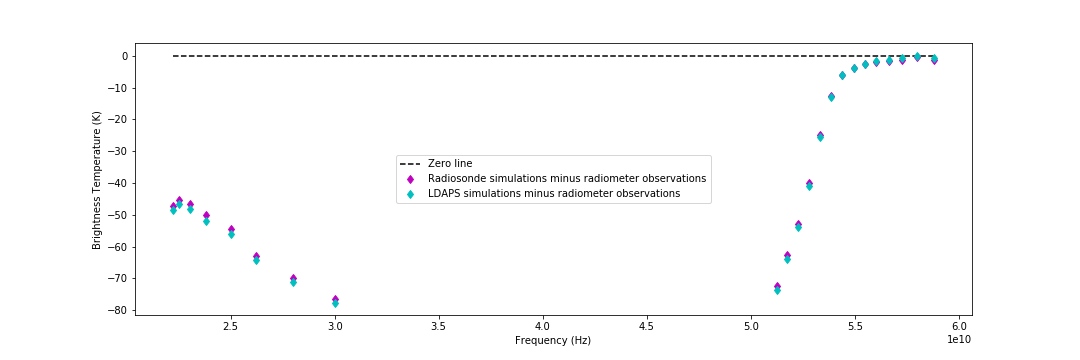 0
−10
−20
−30
−40
−50
−60
−70
−80
Brightness Temperature (K)
Zero line
Radiosonde simulations minus radiometer observations
LDAPS simulations minus radiometer observations
2.5 3.0 3.5 4.0 4.5 5.0 5.5 6.0
1e10
Frequency (Hz)